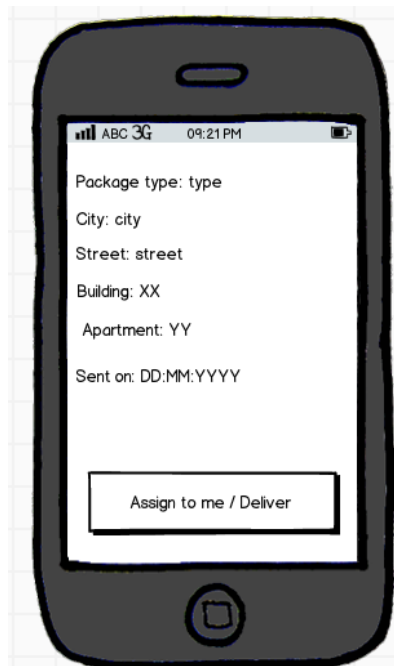 ABC 3G 09:21 PM
Package type: type
City: city
Street: street
Building: XX
Apartment: YY
Sent on: DD:MM:YYYY
Assign to me / Deliver